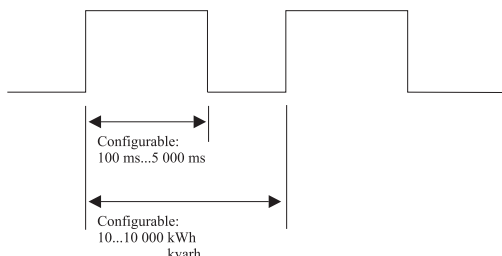 Configurable:
100 ms...5 000 ms
Configurable:
10...10 000 kWh
kvarh